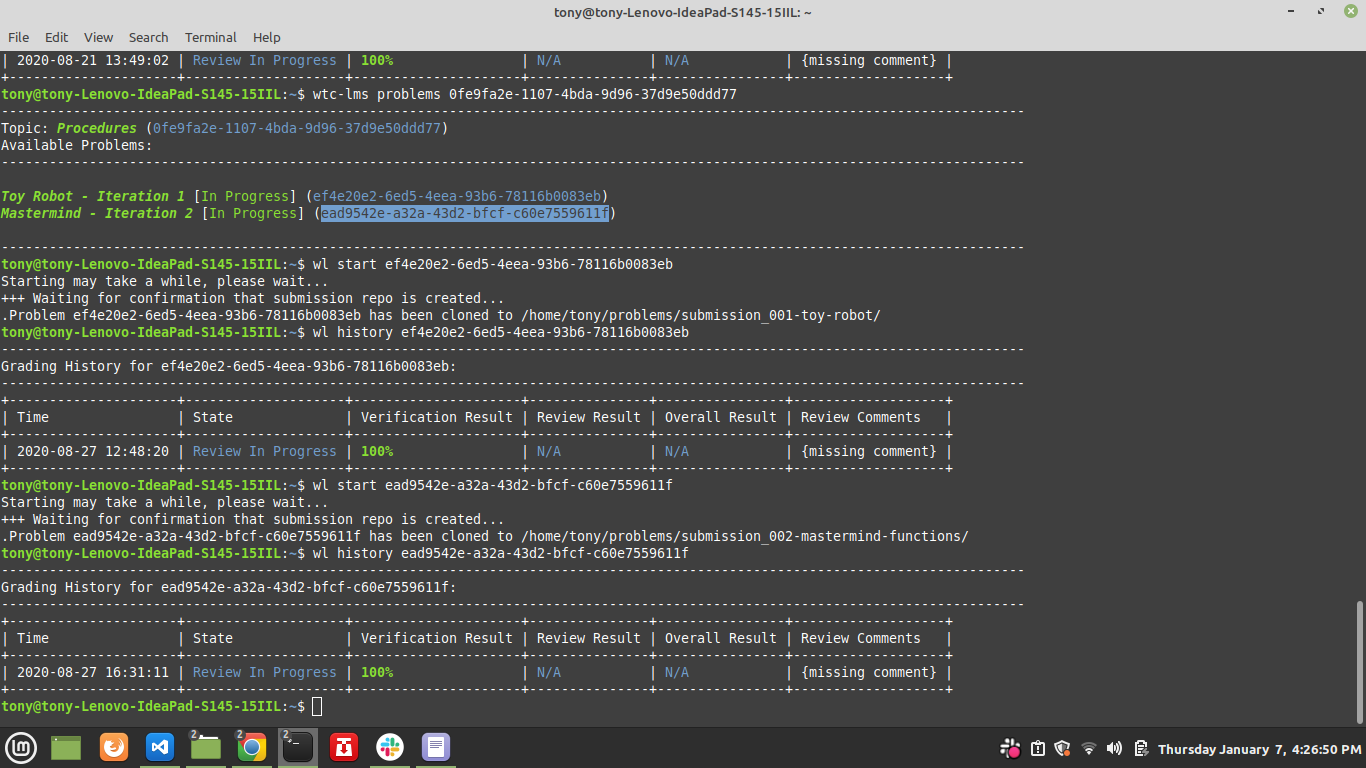 tony@tony-Lenovo-IdeaPad-S145-15IIL: ~
File Edit View Search Terminal Help
| 2020-08-21 13:49:02 | Review In Progress | 100% | N/A | N/A | {missing comment} |
+---------------------+--------------------+---------------------+---------------+----------------+-------------------+
tony@tony-Lenovo-IdeaPad-S145-15IIL:~$ wtc-lms problems 0fe9fa2e-1107-4bda-9d96-37d9e50ddd77
--------------------------------------------------------------------------------------------------------------------------------
Topic: Procedures (0fe9fa2e-1107-4bda-9d96-37d9e50ddd77)
Available Problems:
--------------------------------------------------------------------------------------------------------------------------------
Toy Robot - Iteration 1 [In Progress] (ef4e20e2-6ed5-4eea-93b6-78116b0083eb)
Mastermind - Iteration 2 [In Progress] (ead9542e-a32a-43d2-bfcf-c60e7559611f)
--------------------------------------------------------------------------------------------------------------------------------
tony@tony-Lenovo-IdeaPad-S145-15IIL:~$ wl start ef4e20e2-6ed5-4eea-93b6-78116b0083eb
Starting may take a while, please wait...
+++ Waiting for confirmation that submission repo is created...
.Problem ef4e20e2-6ed5-4eea-93b6-78116b0083eb has been cloned to /home/tony/problems/submission_001-toy-robot/
tony@tony-Lenovo-IdeaPad-S145-15IIL:~$ wl history ef4e20e2-6ed5-4eea-93b6-78116b0083eb
--------------------------------------------------------------------------------------------------------------------------------
Grading History for ef4e20e2-6ed5-4eea-93b6-78116b0083eb:
--------------------------------------------------------------------------------------------------------------------------------
+---------------------+--------------------+---------------------+---------------+----------------+-------------------+
| Time | State | Verification Result | Review Result | Overall Result | Review Comments |
+---------------------+--------------------+---------------------+---------------+----------------+-------------------+
| 2020-08-27 12:48:20 | Review In Progress | 100% | N/A | N/A | {missing comment} |
+---------------------+--------------------+---------------------+---------------+----------------+-------------------+
tony@tony-Lenovo-IdeaPad-S145-15IIL:~$ wl start ead9542e-a32a-43d2-bfcf-c60e7559611f
Starting may take a while, please wait...
+++ Waiting for confirmation that submission repo is created...
.Problem ead9542e-a32a-43d2-bfcf-c60e7559611f has been cloned to /home/tony/problems/submission_002-mastermind-functions/
tony@tony-Lenovo-IdeaPad-S145-15IIL:~$ wl history ead9542e-a32a-43d2-bfcf-c60e7559611f
--------------------------------------------------------------------------------------------------------------------------------
Grading History for ead9542e-a32a-43d2-bfcf-c60e7559611f:
--------------------------------------------------------------------------------------------------------------------------------
+---------------------+--------------------+---------------------+---------------+----------------+-------------------+
| Time | State | Verification Result | Review Result | Overall Result | Review Comments |
+---------------------+--------------------+---------------------+---------------+----------------+-------------------+
| 2020-08-27 16:31:11 | Review In Progress | 100% | N/A | N/A | {missing comment} |
+---------------------+--------------------+---------------------+---------------+----------------+-------------------+
tony@tony-Lenovo-IdeaPad-S145-15IIL:~$
2 2 2 Thursday January 7, 4:26:50 PM